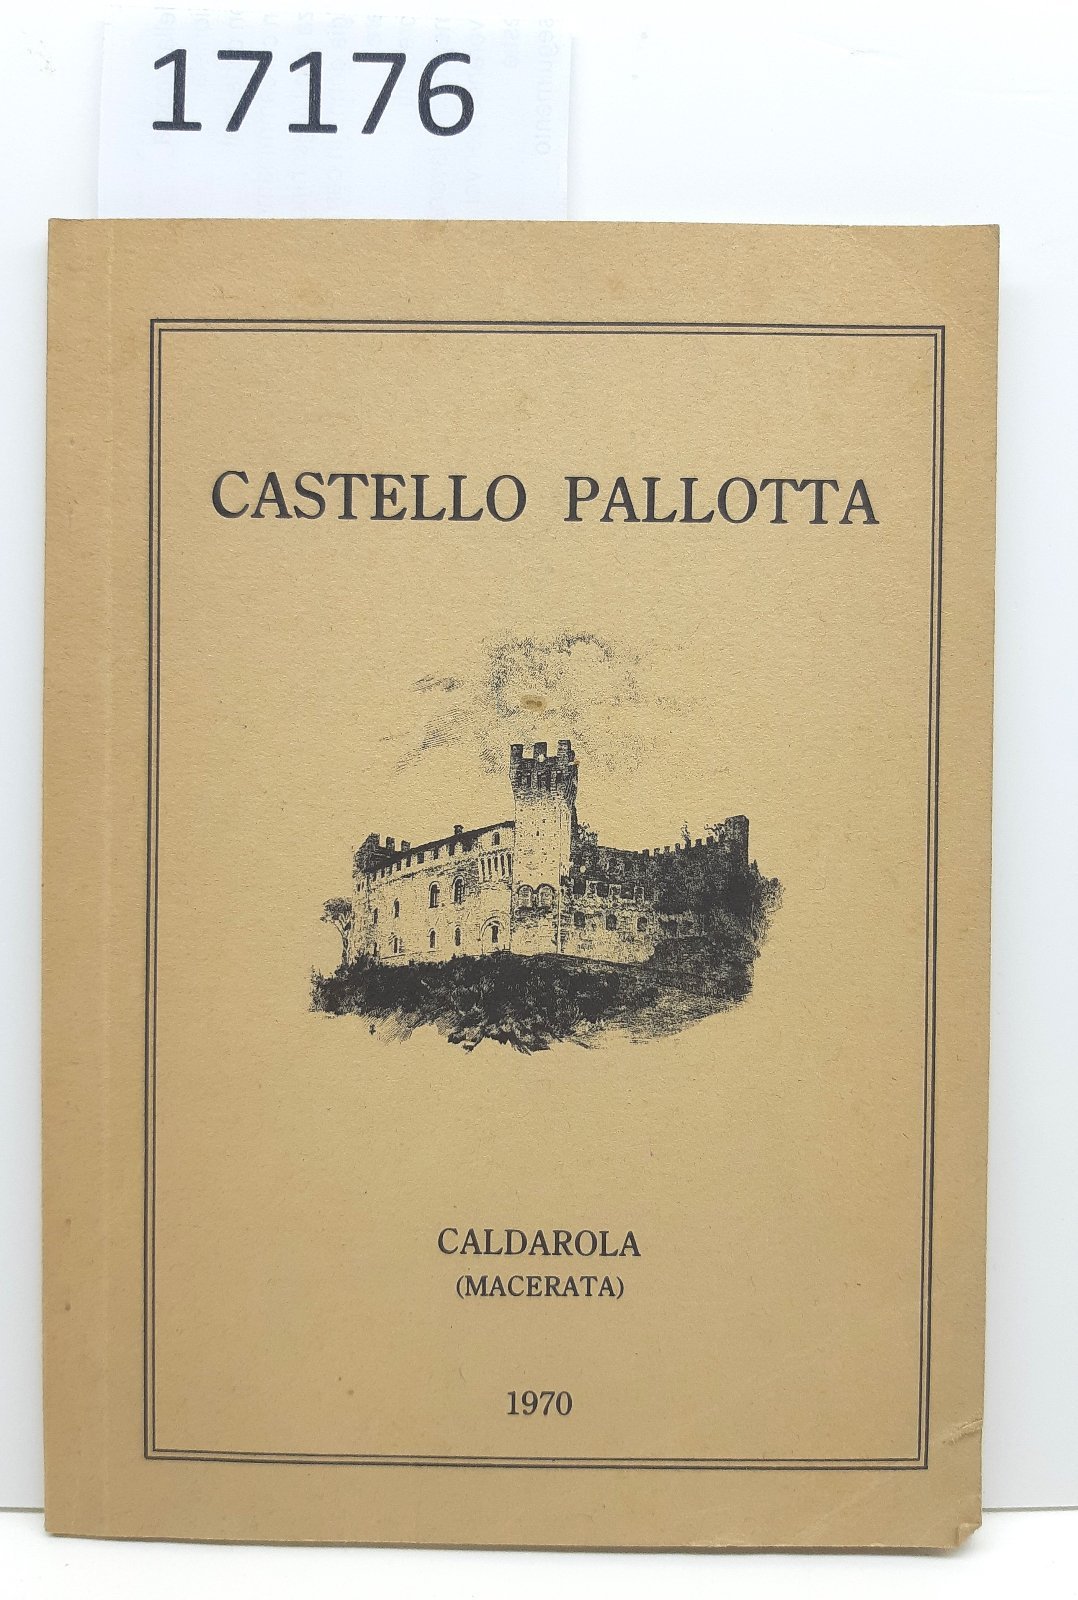 17176
CASTELLO PALLOTTA
CALDAROLA
(MACERATA)
1970